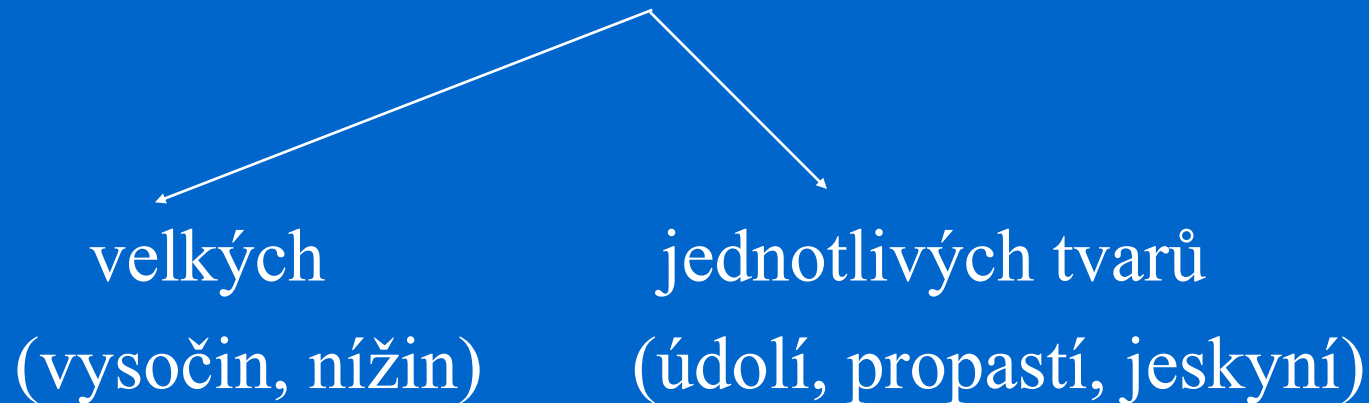 velkých jednotlivých tvarů
(vysočin, nížin) (údolí, propastí, jeskyní)